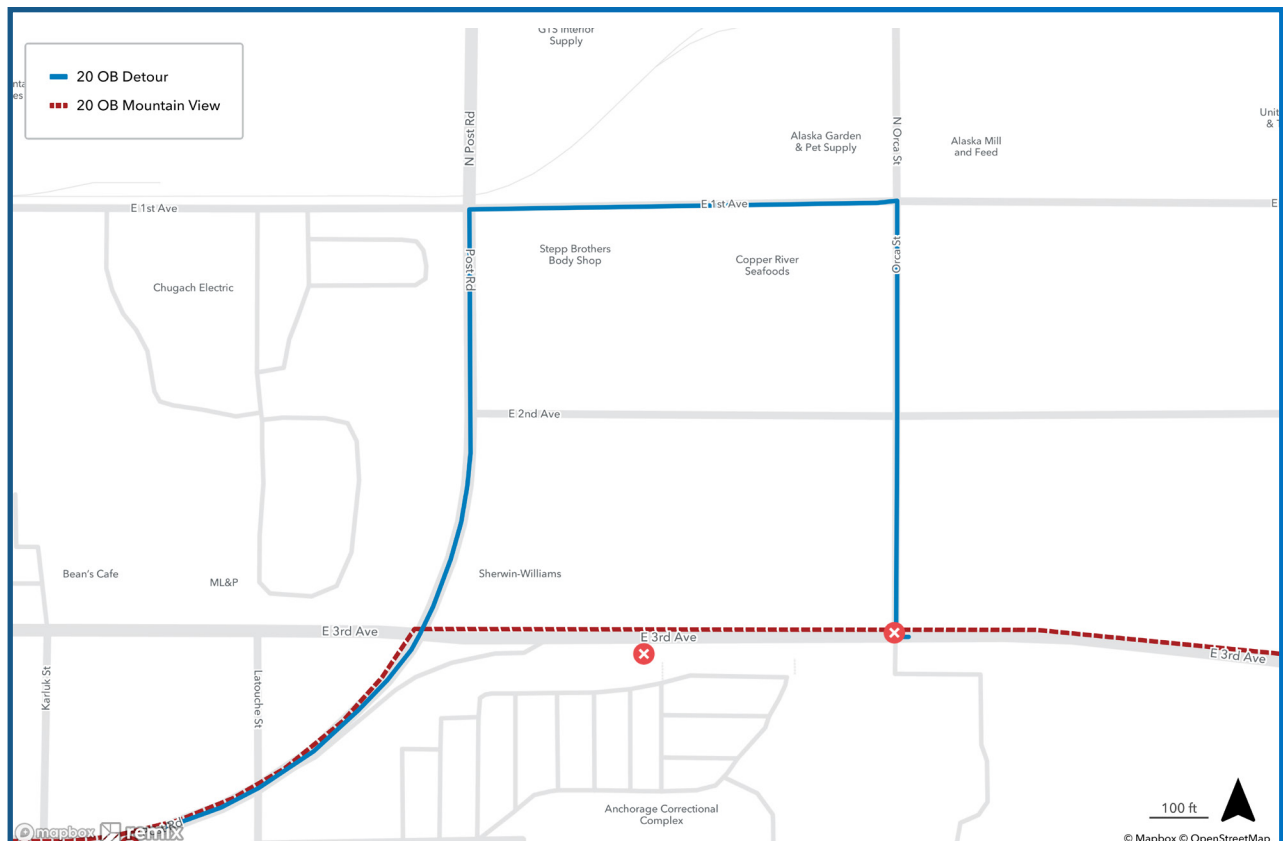 GTS Interior
Supply
20 OB Detour
20 OB Mountain View
N Post Rd
N Orca St
Alaska Garden
& Pet Supply
Alaska Mill
and Feed
E 1st Ave
E 1st Ave
E
Post Rd
Stepp Brothers
Body Shop
Copper River
Seafoods
Orca St
Chugach Electric
E 2nd Ave
Bean's Cafe
ML&P
Sherwin-Williams
E 3rd Ave
E 3rd Ave
E 3rd Ave
Karluk St
Latouche St
Anchorage Correctional
Complex
100 ft
mapbox
remix
© Mapbox © OpenStreetMap